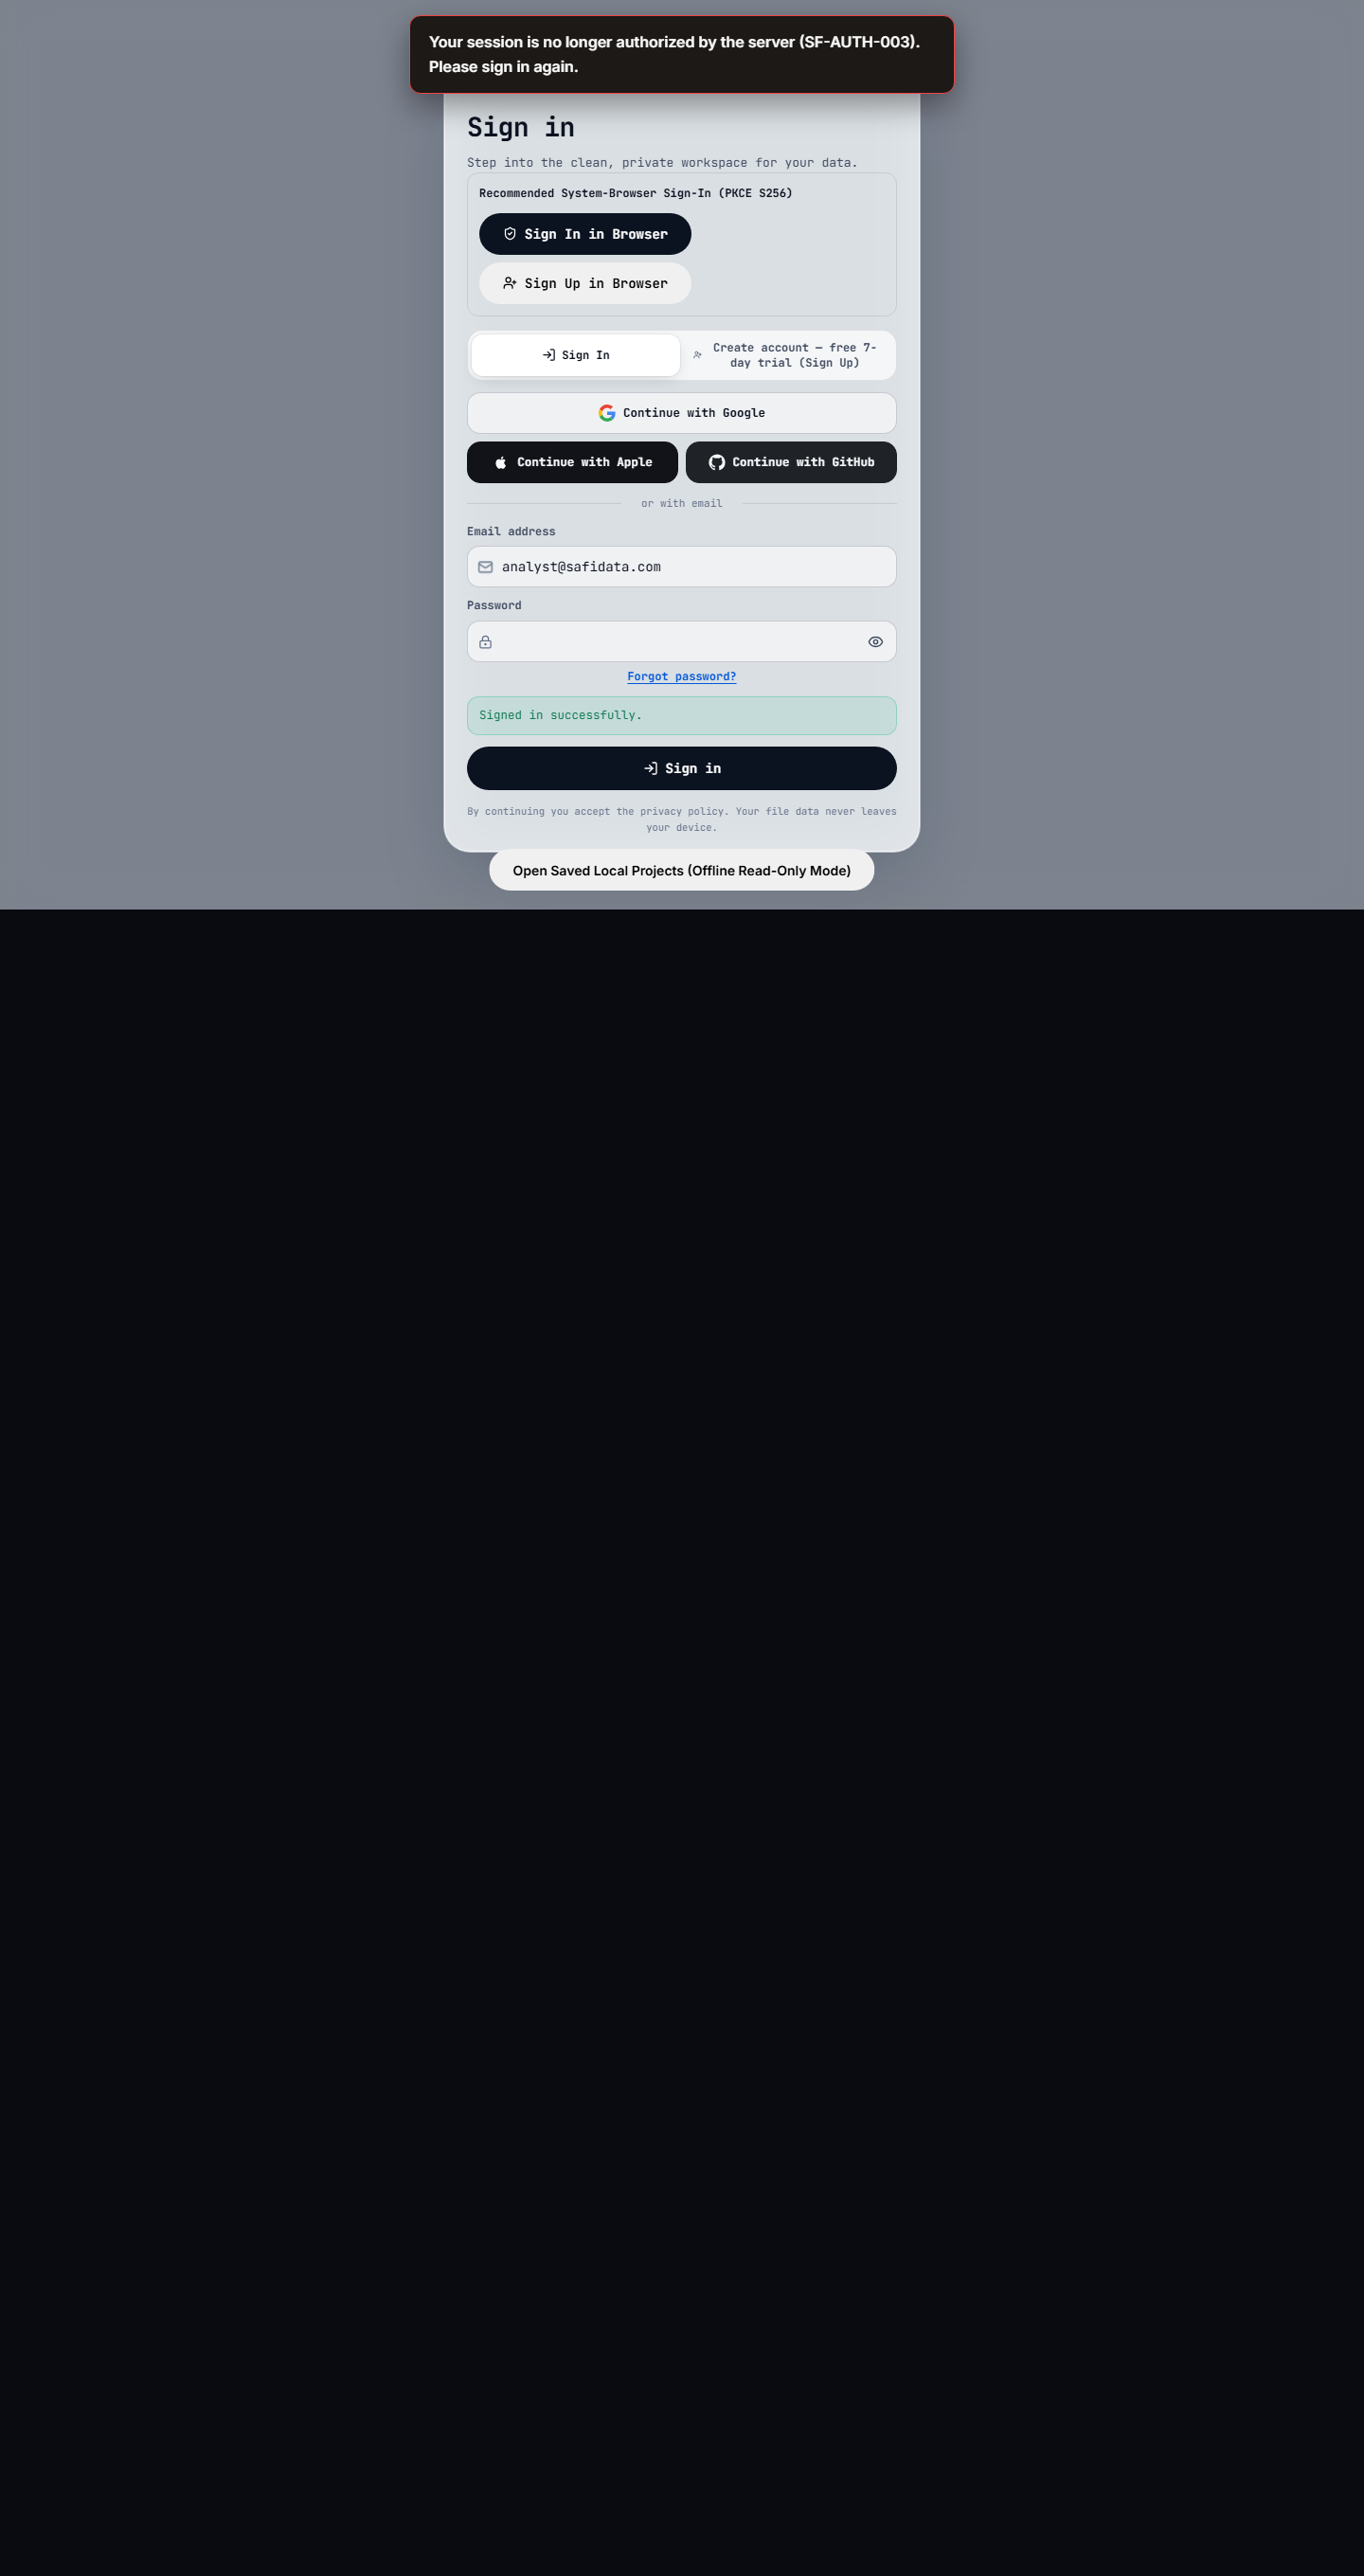 Your session is no longer authorized by the server (SF-AUTH-003).
Please sign in again.
Sign in
Step into the clean, private workspace for your data.
Recommended System-Browser Sign-In (PKCE S256)
Sign In in Browser
Sign Up in Browser
Sign In
Create account — free 7-
day trial (Sign Up)
Continue with Google
Continue with Apple
Continue with GitHub
or with email
Email address
analyst@safidata.com
Password
Forgot password?
Signed in successfully.
Sign in
By continuing you accept the privacy policy. Your file data never leaves
your device.
Open Saved Local Projects (Offline Read-Only Mode)